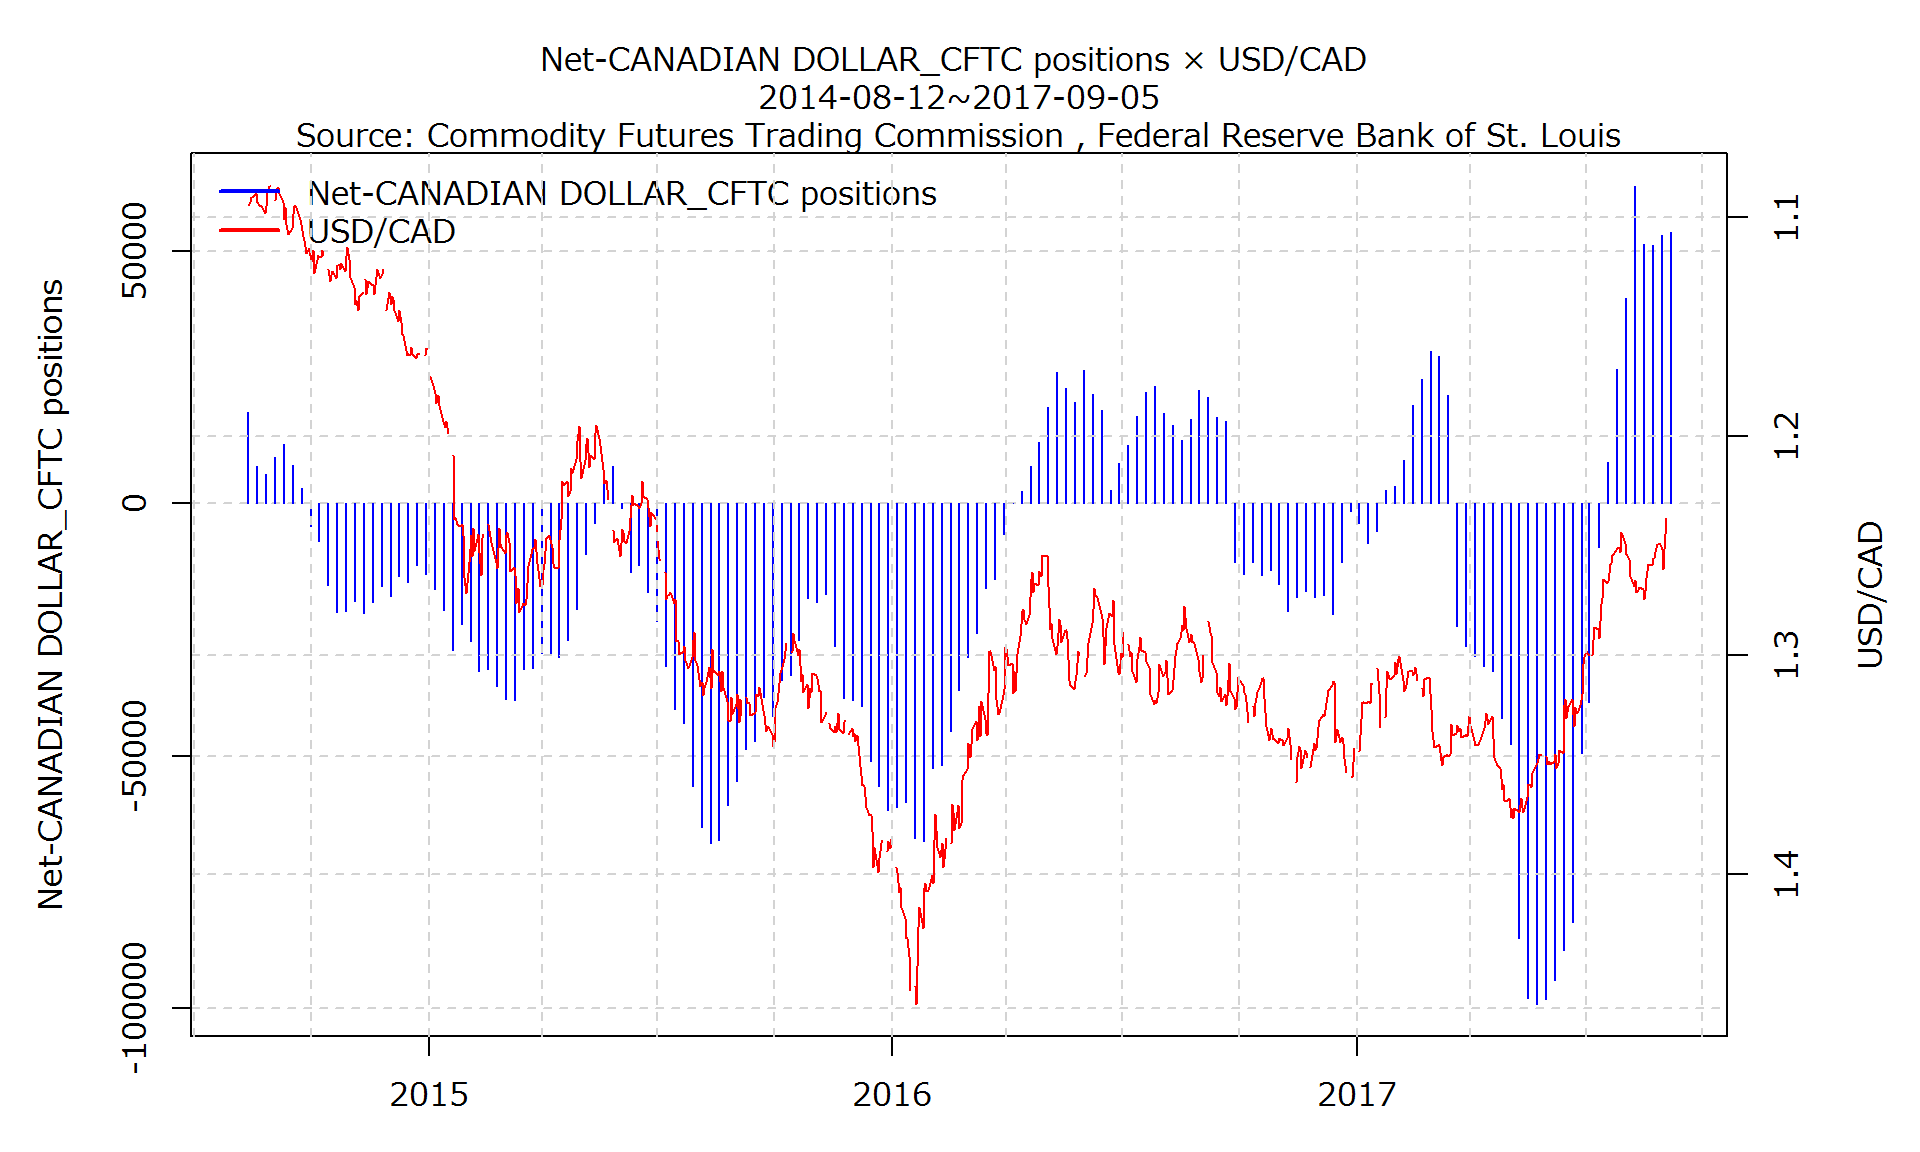 Net-CANADIAN DOLLAR_CFTC positions × USD/CAD
2014-08-12~2017-09-05
Source: Commodity Futures Trading Commission , Federal Reserve Bank of St. Louis
Net-CANADIAN DOLLAR_CFTC positions
USD/CAD
Net-CANADIAN DOLLAR_CFTC positions
50000
0
-50000
-100000
1.1
1.2
1.3
1.4
USD/CAD
2015
2016
2017